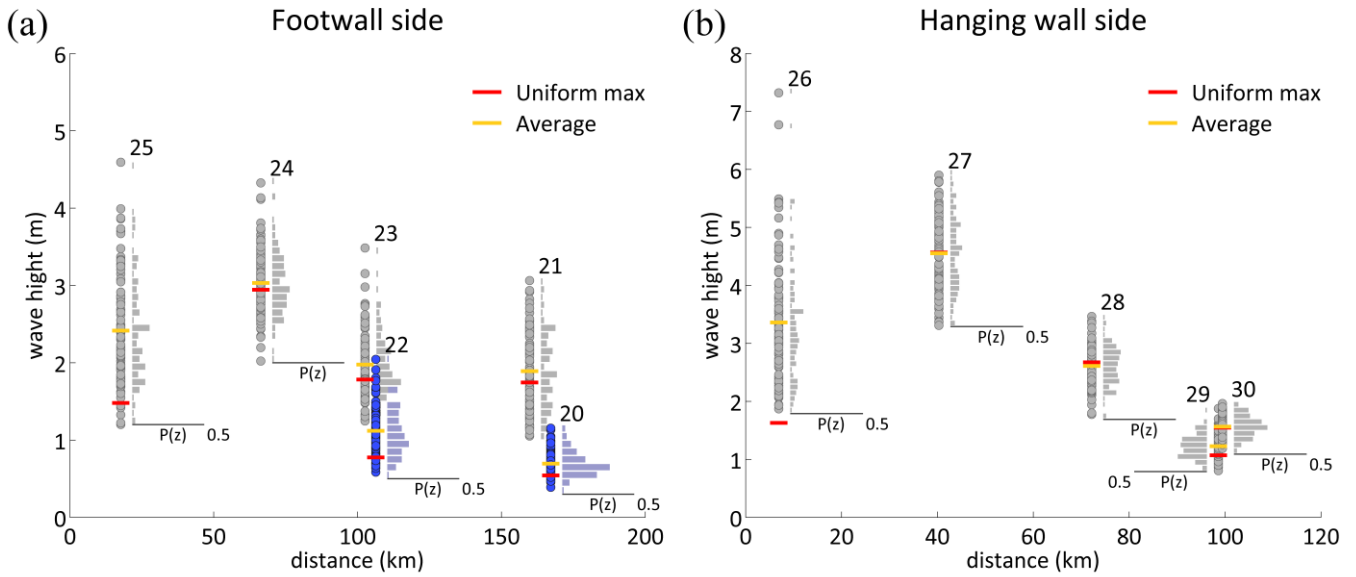 (a) Footwall side
6
5
4
3
2
1
0
wave hight (m)
Uniform max
Average
25
24
23
22
21
20
P(z) 0.5
P(z)
P(z) 0.5
P(z) 0.5
0 50 100 150 200
distance (km)
(b) Hanging wall side
8
7
6
5
4
3
2
1
0
wave hight (m)
Uniform max
Average
26
27
28
29
30
P(z)
P(z) 0.5
P(z)
0.5 P(z)
P(z) 0.5
0 20 40 60 80 100 120
distance (km)